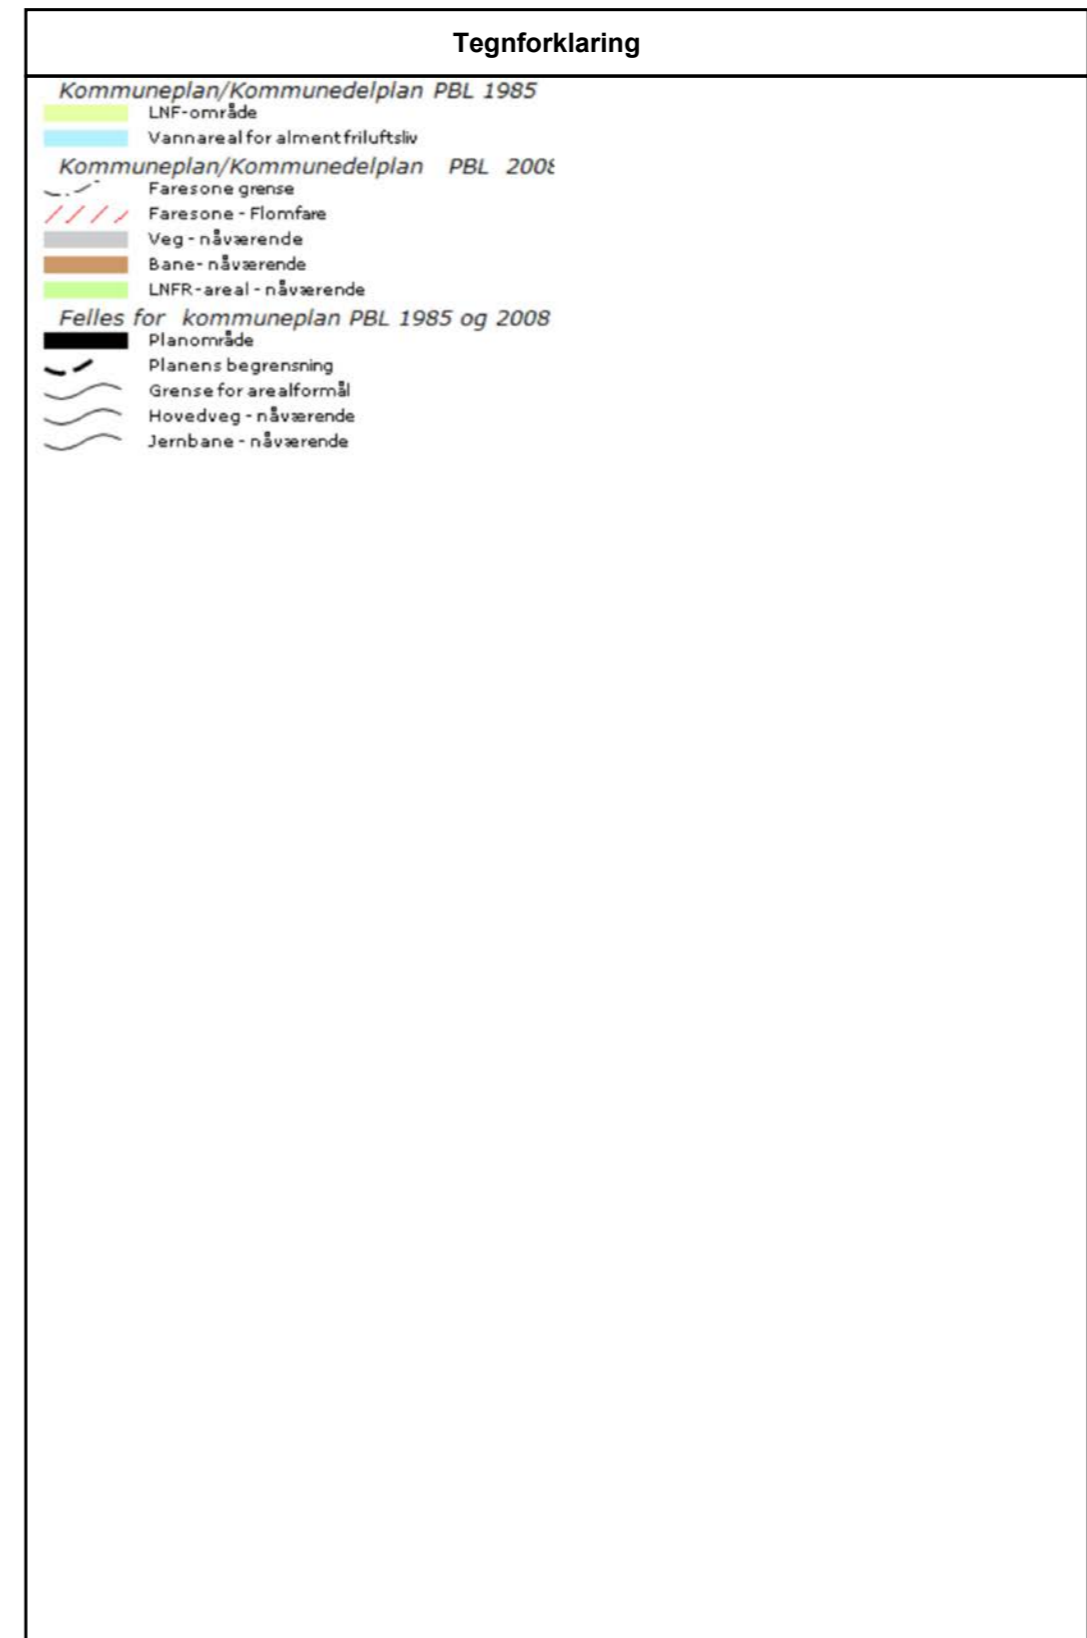 Tegnforklaring
Kommuneplan/Kommunedelplan PBL 1985
LNF-område
Vannareal for alment friluftsliv
Kommuneplan/Kommunedelplan PBL 2008
Faresone grense
Faresone - Flomfare
Veg - nåværende
Bane - nåværende
LNFR-areal - nåværende
Felles for kommuneplan PBL 1985 og 2008
Planområde
Planens begrensning
Grense for arealformål
Hovedveg - nåværende
Jernbane - nåværende